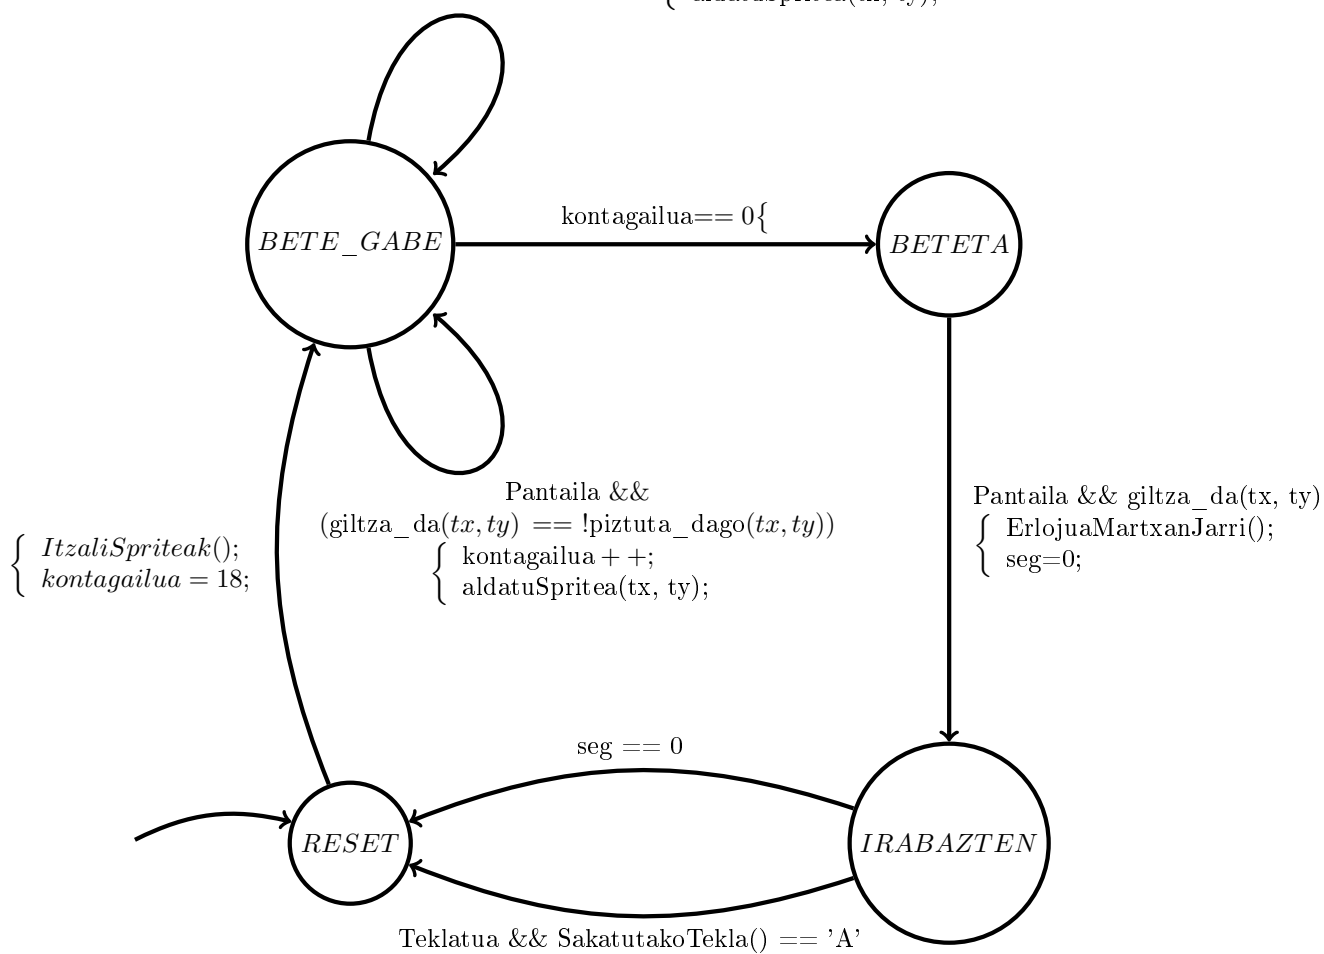 kontagailua== 0{
BETE_GABE
BETETA
Pantaila &&
(giltza_da(tx, ty) == !piztuta_dago(tx, ty))
{ kontagailua + +;
aldatuSpritea(tx, ty);
Pantaila && giltza_da(tx, ty)
{ ErlojuaMartxanJarri();
seg=0;
{ ItzaliSpriteak();
kontagailua = 18;
seg == 0
RESET
IRABAZTEN
Teklatua && SakatutakoTekla() == 'A'